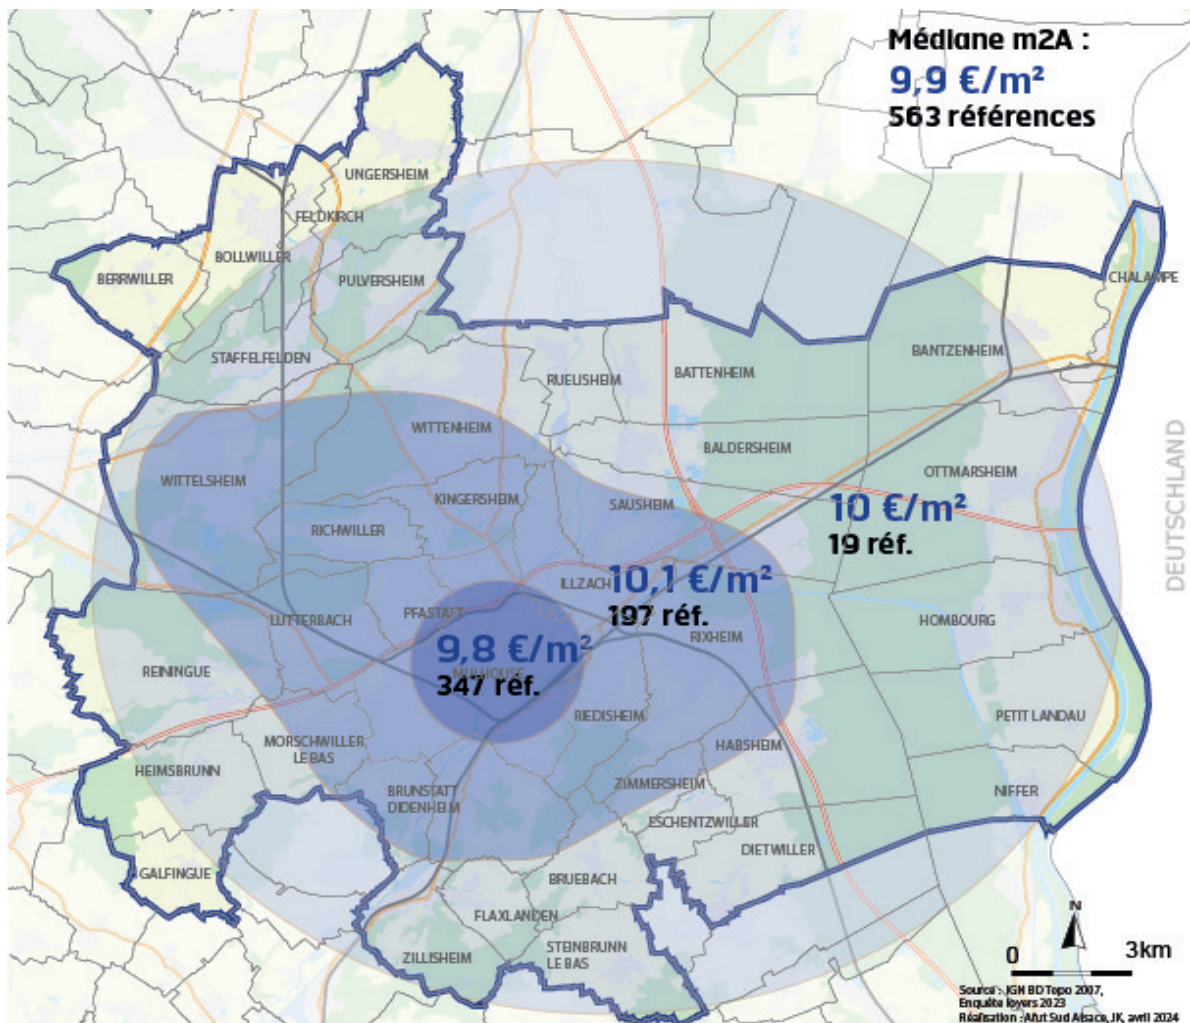 Médiane m2A :
9,9 €/m²
563 références
UNGERSHEIM
FELDKIRCH
BOLLWILLER
BERRWILLER
PULVERSHEIM
CHALAMPE
STAFFELFELDEN
RUELISHEIM
BATTENHEIM
BANTZENHEIM
WITTENHEIM
BALDERSHEIM
WITTELSHEIM
OTTMARSHEIM
KINGERSHEIM
SAUSHEIM
DEUTSCHLAND
RICHWILLER
10 €/m²
19 réf.
ILLZACH
10,1 €/m²
197 réf.
PFASTATT
LUTTERBACH
RIXHEIM
HOMBOURG
9,8 €/m²
MULHOUSE
347 réf.
REININGUE
RIEDISHEIM
PETIT LANDAU
MORSCHWILLER
LE BAS
HABSHEIM
HEIMSBRUNN
ZIMMERSHEIM
NIFFER
BRUNSTATT
DIDENHEIM
ESCHENTZWILLER
DIETWILLER
GALFINGUE
BRUEBACH
FLAXLANDEN
STEINBRUNN
LE BAS
ZILLISHEIM
N
0 3km
Source : IGN BD Topo 2007,
Enquête loyers 2023
Réalisation : Afut Sud Alsace, JK, avril 2024